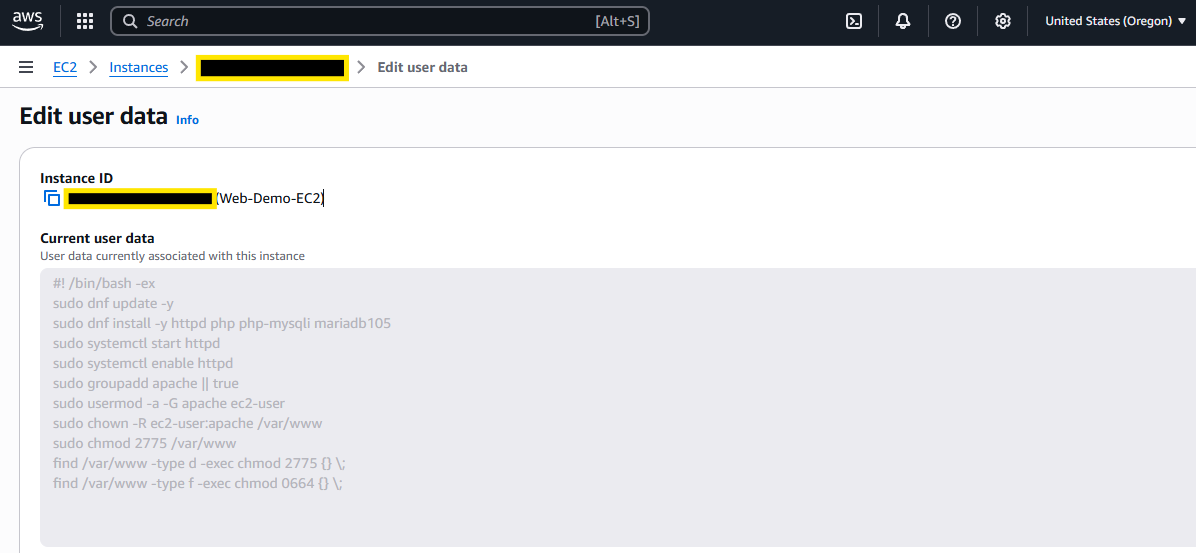 aws
Search [Alt+S]
United States (Oregon)
EC2 Instances Edit user data
Edit user data Info
Instance ID
(Web-Demo-EC2)
Current user data
User data currently associated with this instance
#! /bin/bash -ex
sudo dnf update -y
sudo dnf install -y httpd php php-mysqli mariadb105
sudo systemctl start httpd
sudo systemctl enable httpd
sudo groupadd apache || true
sudo usermod -a -G apache ec2-user
sudo chown -R ec2-user:apache /var/www
sudo chmod 2775 /var/www
find /var/www -type d -exec chmod 2775 {} \;
find /var/www -type f -exec chmod 0664 {} \;